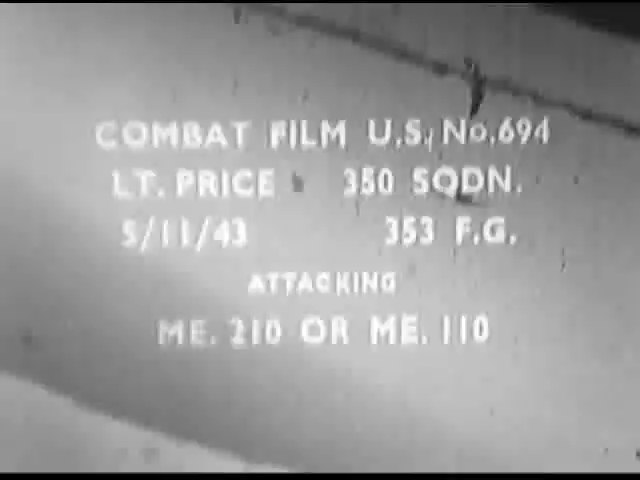 COMBAT FILM U.S. No.694
LT. PRICE 350 SQDN.
5/11/43 353 F.G.
ATTACKING
ME. 210 OR ME. 110